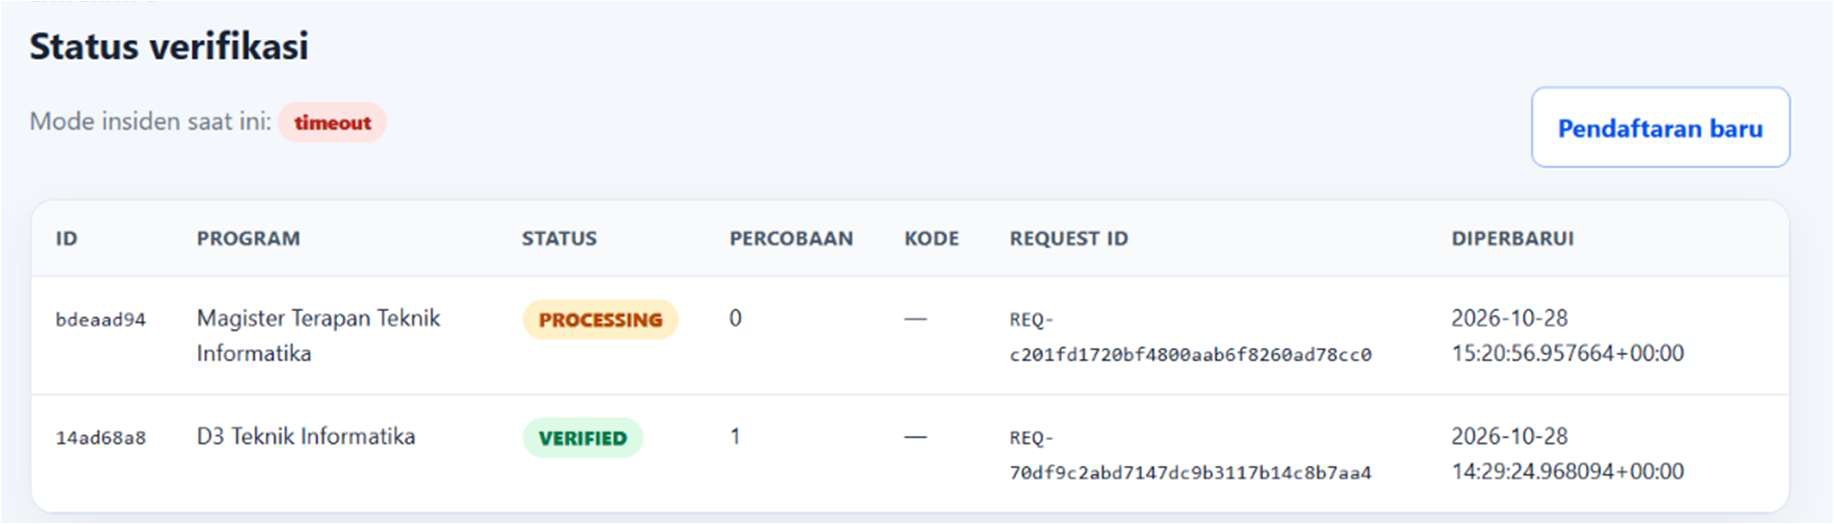 Status verifikasi
Mode insiden saat ini: timeout
Pendaftaran baru
ID PROGRAM STATUS PERCOBAAN KODE REQUEST ID DIPERBARUI
bdeaad94 Magister Terapan Teknik Informatika PROCESSING 0 — REQ-c201fd1720bf4800aab6f8260ad78cc0 2026-10-28 15:20:56.957664+00:00
14ad68a8 D3 Teknik Informatika VERIFIED 1 — REQ-70df9c2abd7147dc9b3117b14c8b7aa4 2026-10-28 14:29:24.968094+00:00